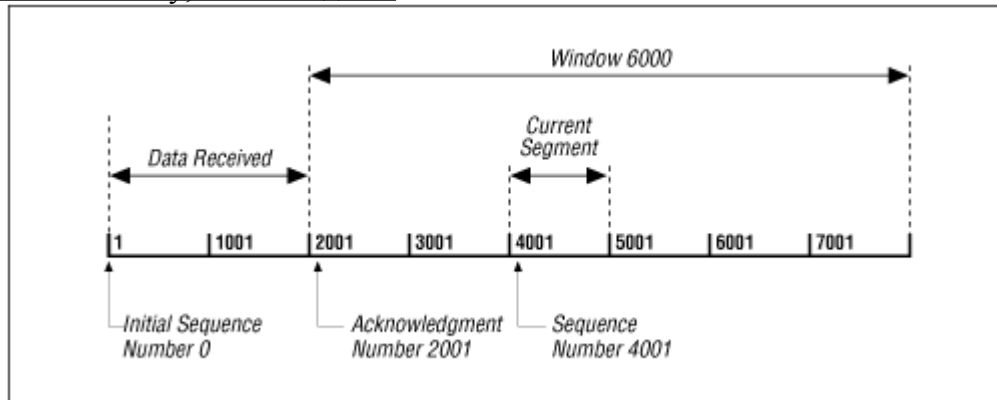 Window 6000
Current
Segment
Data Received
1 1001 2001 3001 4001 5001 6001 7001
Initial Sequence
Number 0
Acknowledgment
Number 2001
Sequence
Number 4001